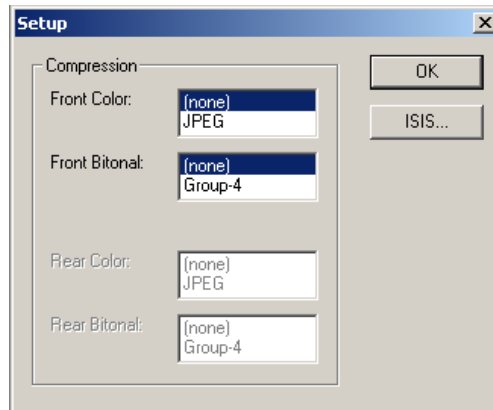 Setup
Compression
Front Color:
(none)
JPEG
Front Bitonal:
(none)
Group-4
Rear Color:
(none)
JPEG
Rear Bitonal:
(none)
Group-4
OK
ISIS...